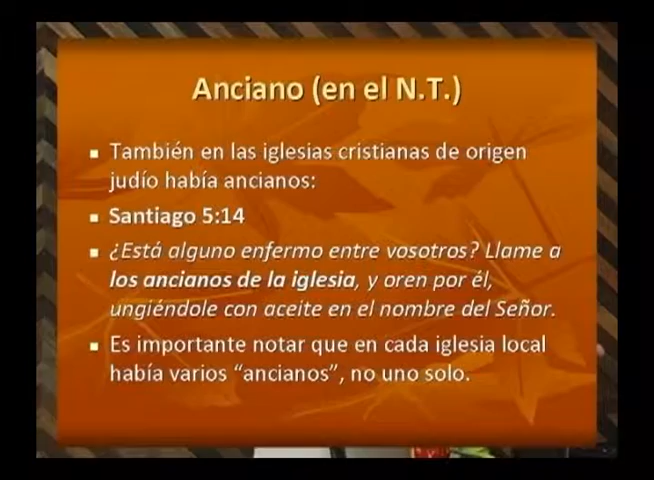 Anciano (en el N.T.)
También en las iglesias cristianas de origen
judío había ancianos:
Santiago 5:14
¿Está alguno enfermo entre vosotros? Llame a
los ancianos de la iglesia, y oren por él,
ungiéndole con aceite en el nombre del Señor.
Es importante notar que en cada iglesia local
había varios “ancianos”, no uno solo.